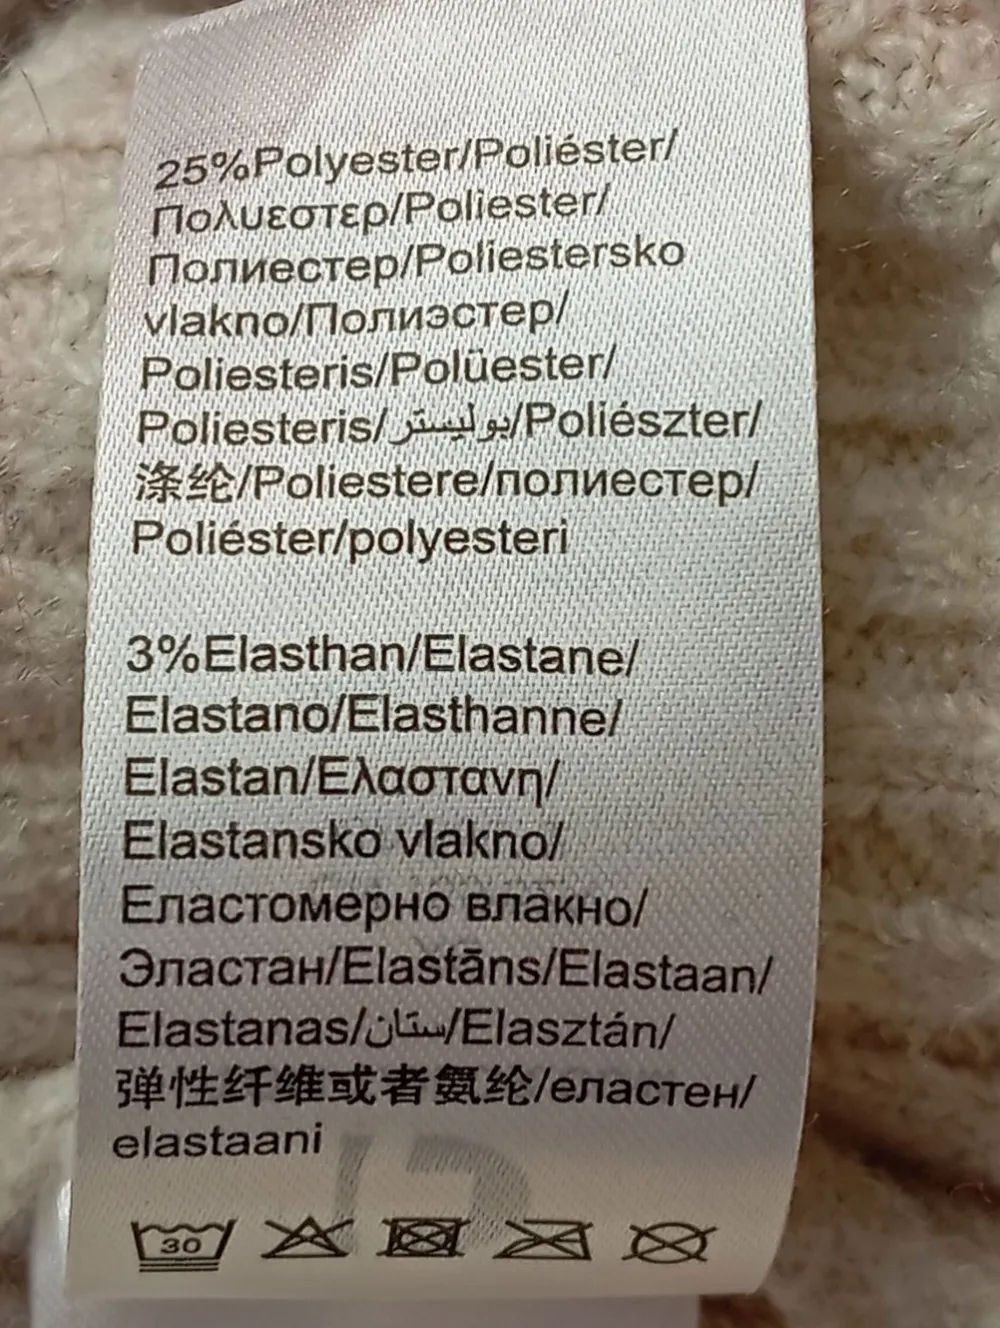 25%Polyester/Poliéster/
Πολυεστερ/Poliester/
Полиестер/Poliestersko
vlakno/Полиэстер/
Poliesteris/Polüester/
Poliesteris/بوليستر/Poliészter/
涤纶/Poliestere/полиестер/
Poliéster/polyesteri
3%Elasthan/Elastane/
Elastano/Elasthanne/
Elastan/Ελαστανη/
Elastansko vlakno/
Еластомерно влакно/
Эластан/Elastāns/Elastaan/
Elastanas/ستان/Elasztán/
弹性纤维或者氨纶/еластен/
elastaani
30